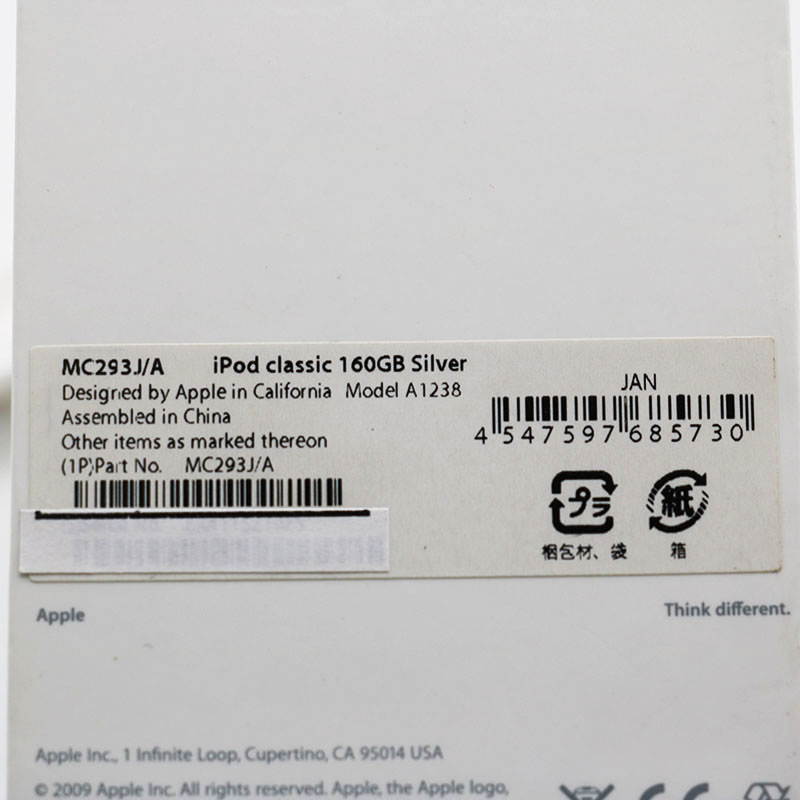 MC293J/A iPod classic 160GB Silver
Designed by Apple in California Model A1238
Assembled in China
Other items as marked thereon
(1P)Part No. MC293J/A
JAN
4 547597 685730
プラ
梱包材、袋
紙
箱
Apple
Think different.
Apple Inc., 1 Infinite Loop, Cupertino, CA 95014 USA
© 2009 Apple Inc. All rights reserved. Apple, the Apple logo,